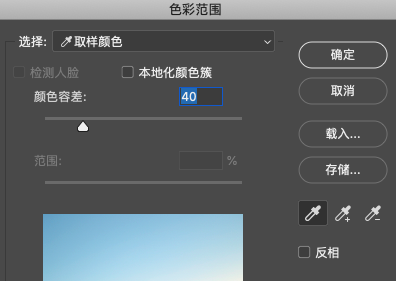 色彩范围
选择: 取样颜色
确定
检测人脸 本地化颜色簇
取消
颜色容差: 40
载入...
范围: %
存储...
反相